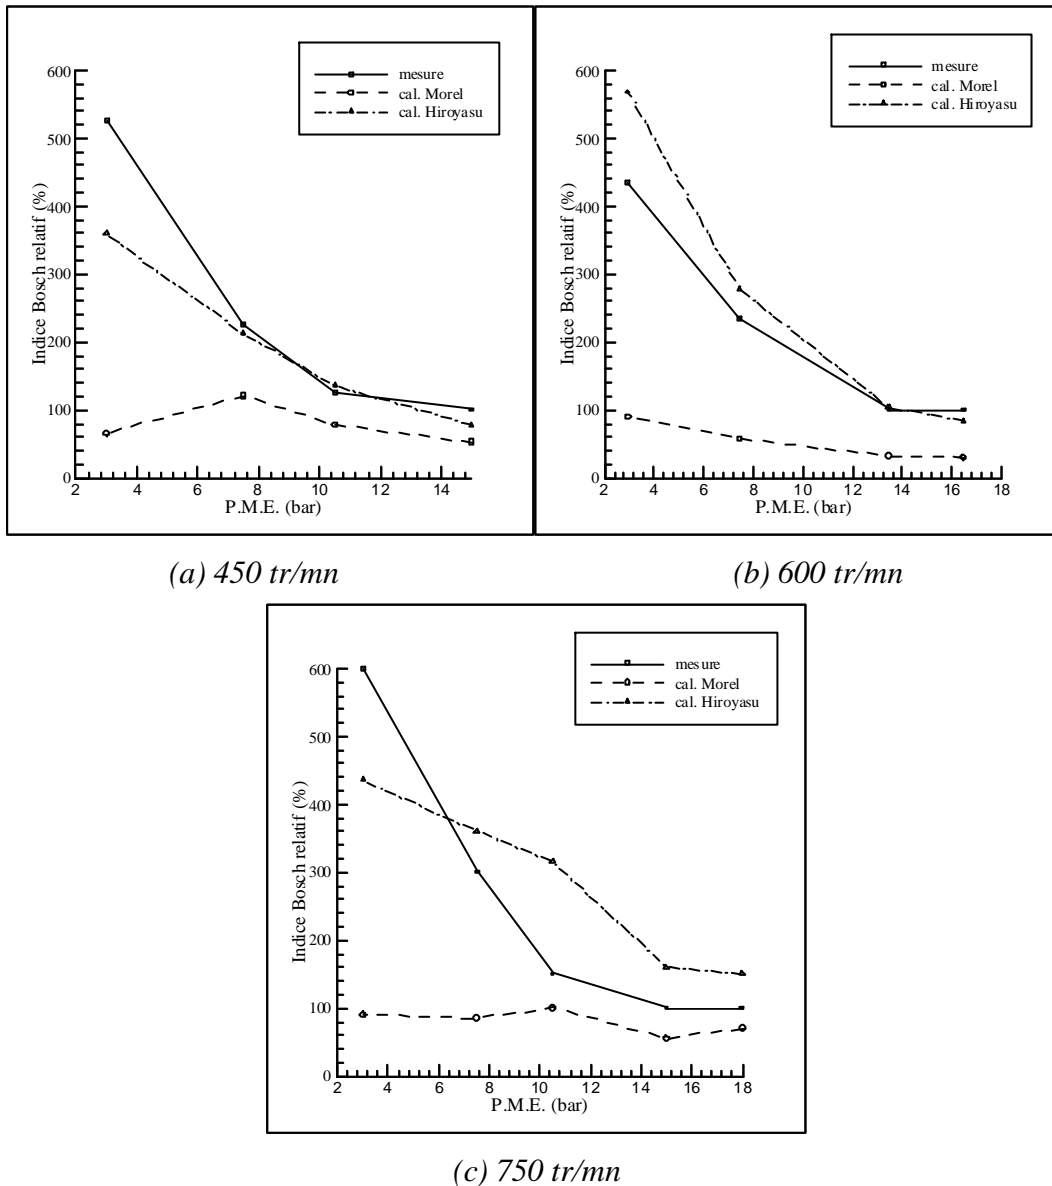 mesure
cal. Morel
cal. Hiroyasu
600
500
400
300
200
100
0
Indice Bosch relatif (%)
2 4 6 8 10 12 14
P.M.E. (bar)
(a) 450 tr/mn
mesure
cal. Morel
cal. Hiroyasu
600
500
400
300
200
100
0
Indice Bosch relatif (%)
2 4 6 8 10 12 14 16 18
P.M.E. (bar)
(b) 600 tr/mn
mesure
cal. Morel
cal. Hiroyasu
600
500
400
300
200
100
0
Indice Bosch relatif (%)
2 4 6 8 10 12 14 16 18
P.M.E. (bar)
(c) 750 tr/mn